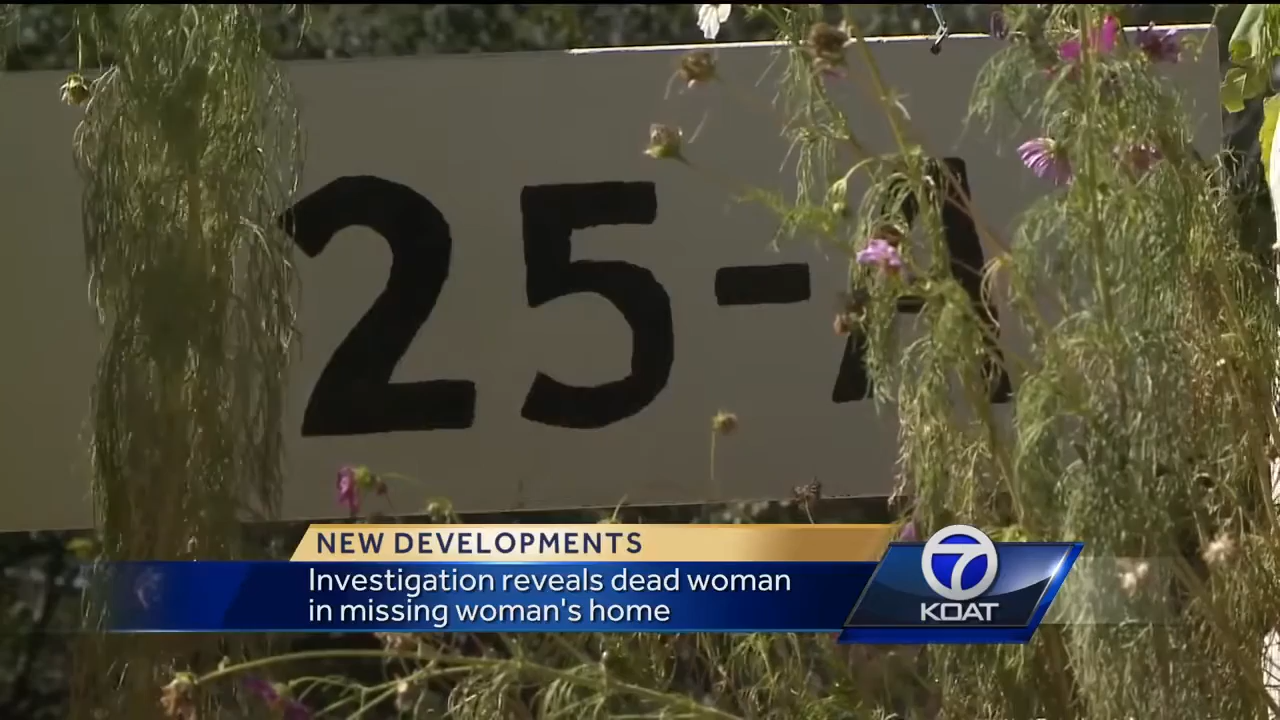 25-A
NEW DEVELOPMENTS
Investigation reveals dead woman
in missing woman's home
7
KOAT